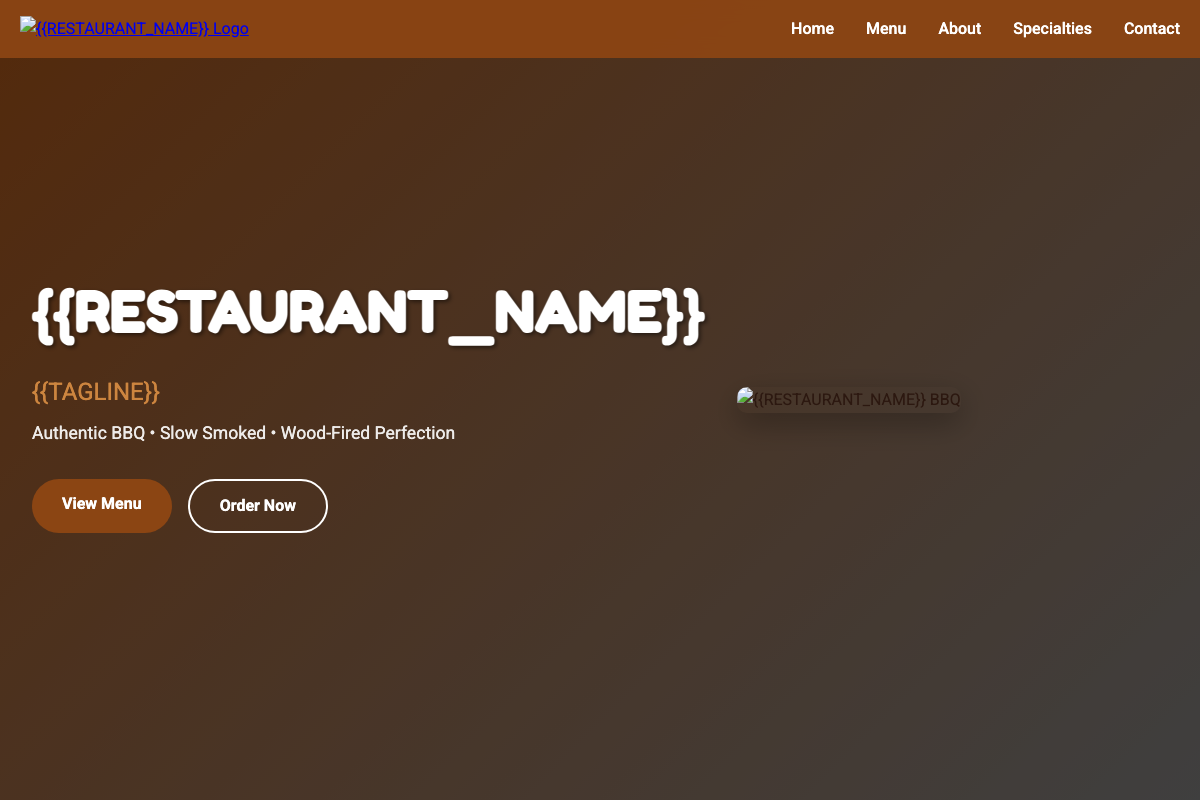 {{RESTAURANT_NAME}} Logo
Home Menu About Specialties Contact
{{RESTAURANT_NAME}}
{{TAGLINE}}
Authentic BBQ • Slow Smoked • Wood-Fired Perfection
View Menu Order Now
{{RESTAURANT_NAME}} BBQ